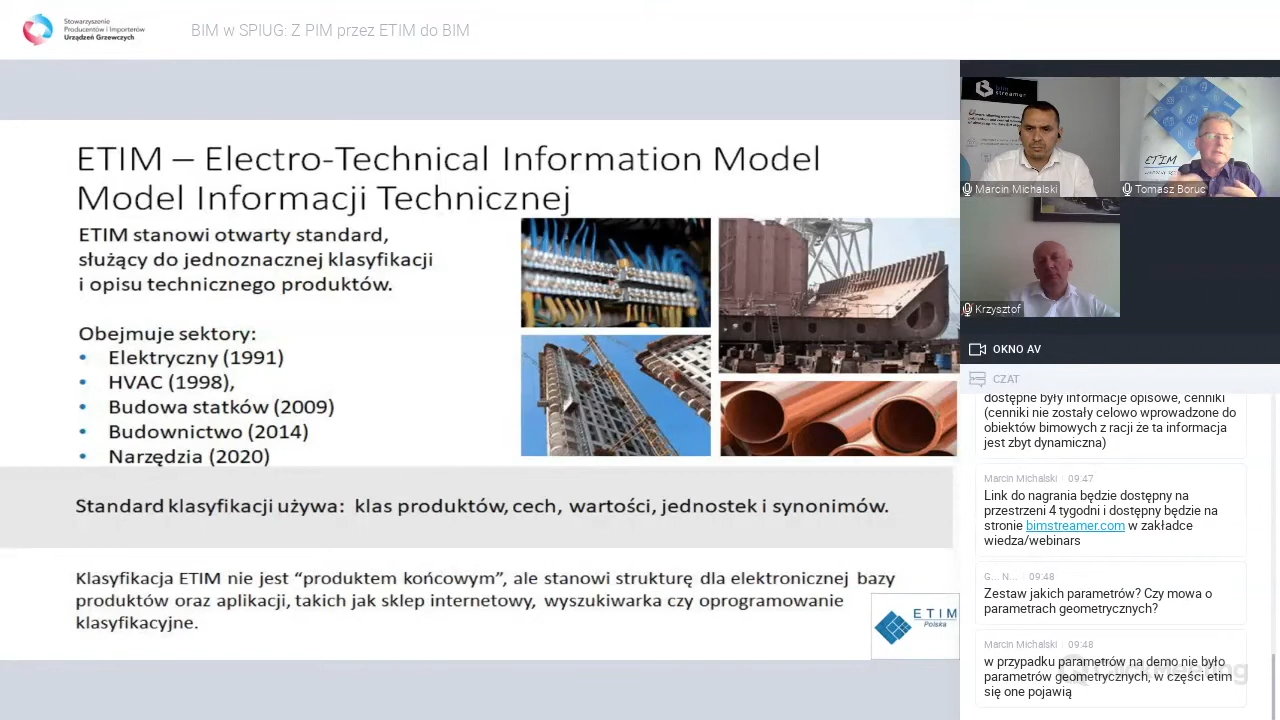 Stowarzyszenie
Producentów i Importerów
Urządzeń Grzewczych
BIM w SPIUG: Z PIM przez ETIM do BIM
ETIM – Electro-Technical Information Model
Model Informacji Technicznej
ETIM stanowi otwarty standard,
służący do jednoznacznej klasyfikacji
i opisu technicznego produktów.
Obejmuje sektory:
• Elektryczny (1991)
• HVAC (1998),
• Budowa statków (2009)
• Budownictwo (2014)
• Narzędzia (2020)
Standard klasyfikacji używa: klas produktów, cech, wartości, jednostek i synonimów.
Klasyfikacja ETIM nie jest “produktem końcowym”, ale stanowi strukturę dla elektronicznej bazy
produktów oraz aplikacji, takich jak sklep internetowy, wyszukiwarka czy oprogramowanie
klasyfikacyjne.
ETIM
Polska
bim
streamer
ETIM
Marcin Michalski
Tomasz Boruc
Krzysztof
OKNO AV
CZAT
dostępne były informacje opisowe, cenniki
(cenniki nie zostały celowo wprowadzone do
obiektów bimowych z racji że ta informacja
jest zbyt dynamiczna)
Marcin Michalski 09:47
Link do nagrania będzie dostępny na
przestrzeni 4 tygodni i dostępny będzie na
stronie bimstreamer.com w zakładce
wiedza/webinars
G... N... 09:48
Zestaw jakich parametrów? Czy mowa o
parametrach geometrycznych?
Marcin Michalski 09:48
w przypadku parametrów na demo nie było
parametrów geometrycznych, w części etim
się one pojawią